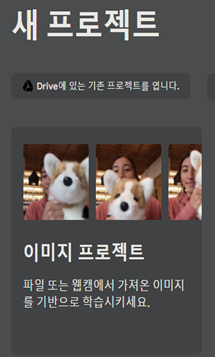 새 프로젝트
Drive에 있는 기존 프로젝트를 엽니다.
이미지 프로젝트
파일 또는 웹캠에서 가져온 이미지
를 기반으로 학습시키세요.